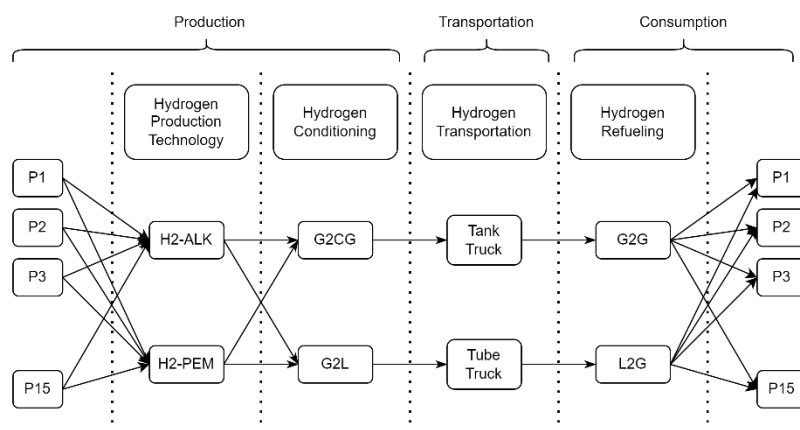 Production
Transportation
Consumption
Hydrogen
Production
Technology
Hydrogen
Conditioning
Hydrogen
Transportation
Hydrogen
Refueling
P1
P2
P3
P15
H2-ALK
H2-PEM
G2CG
G2L
Tank
Truck
Tube
Truck
G2G
L2G
P1
P2
P3
P15